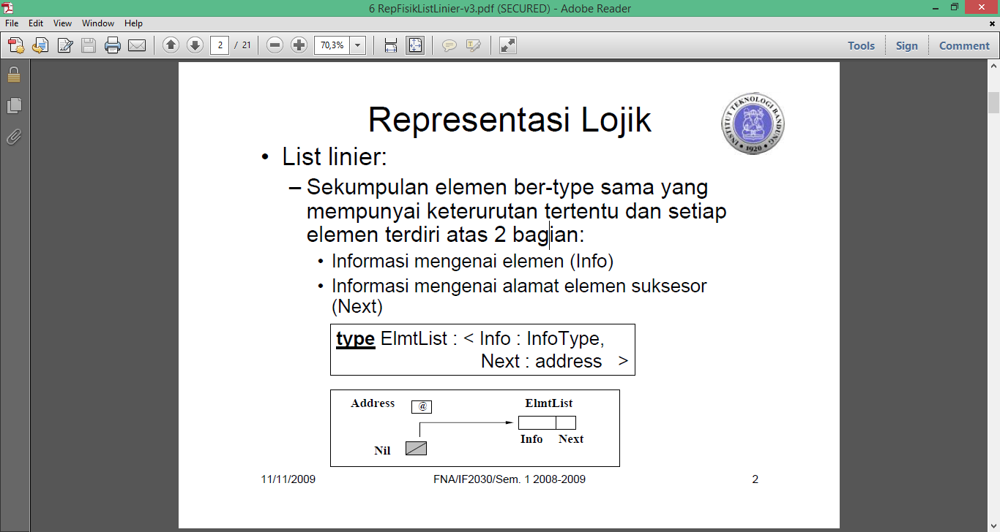 6 RepFisikListLinier-v3.pdf (SECURED) - Adobe Reader
File Edit View Window Help
2 / 21 70,3% Tools Sign Comment
Representasi Lojik
INSTITUT TEKNOLOGI BANDUNG
• 1920 •
• List linier:
– Sekumpulan elemen ber-type sama yang
mempunyai keterurutan tertentu dan setiap
elemen terdiri atas 2 bagian:
• Informasi mengenai elemen (Info)
• Informasi mengenai alamat elemen suksesor
(Next)
type ElmtList : < Info : InfoType,
Next : address >
Address @ ElmtList
Info Next
Nil
11/11/2009 FNA/IF2030/Sem. 1 2008-2009 2